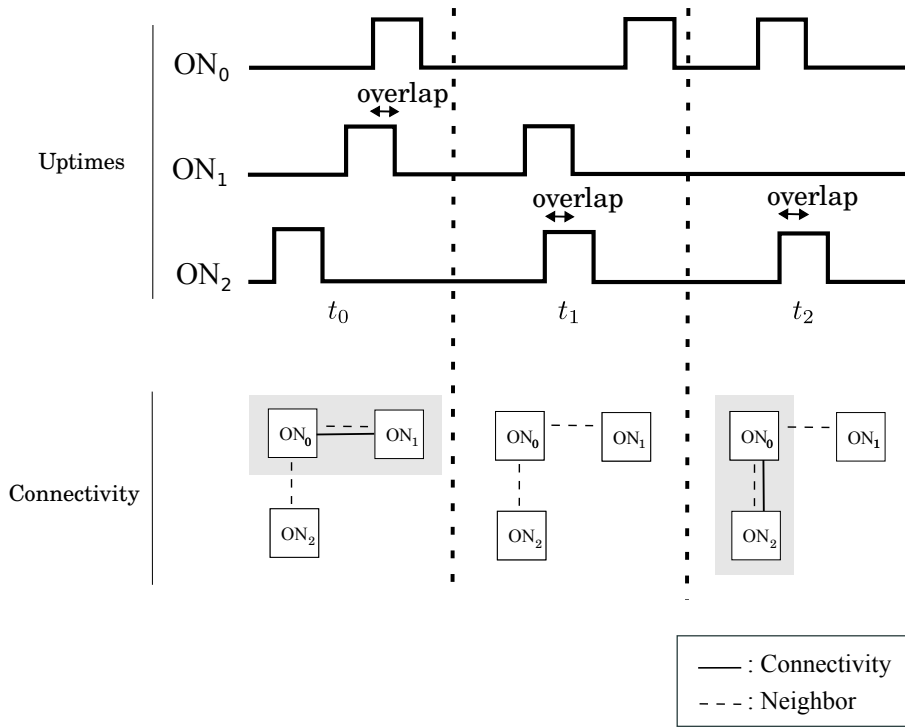 ON₀
overlap
Uptimes
ON₁
overlap
overlap
ON₂
t₀
t₁
t₂
ON₀
ON₁
ON₀
ON₁
ON₀
ON₁
Connectivity
ON₂
ON₂
ON₂
: Connectivity
: Neighbor